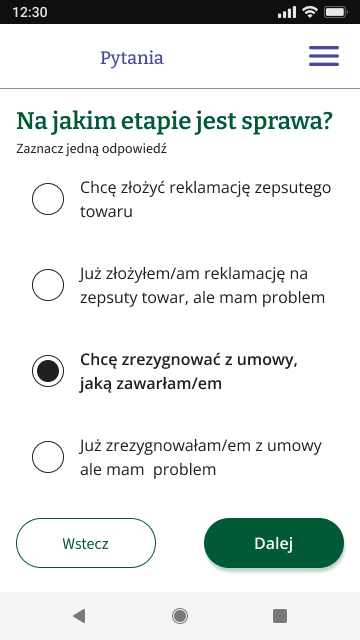 12:30
Pytania
Na jakim etapie jest sprawa?
Zaznacz jedną odpowiedź
Chcę złożyć reklamację zepsutego
towaru
Już złożyłem/am reklamację na
zepsuty towar, ale mam problem
Chcę zrezygnować z umowy,
jaką zawarłam/em
Już zrezygnowałam/em z umowy
ale mam  problem
Wstecz
Dalej